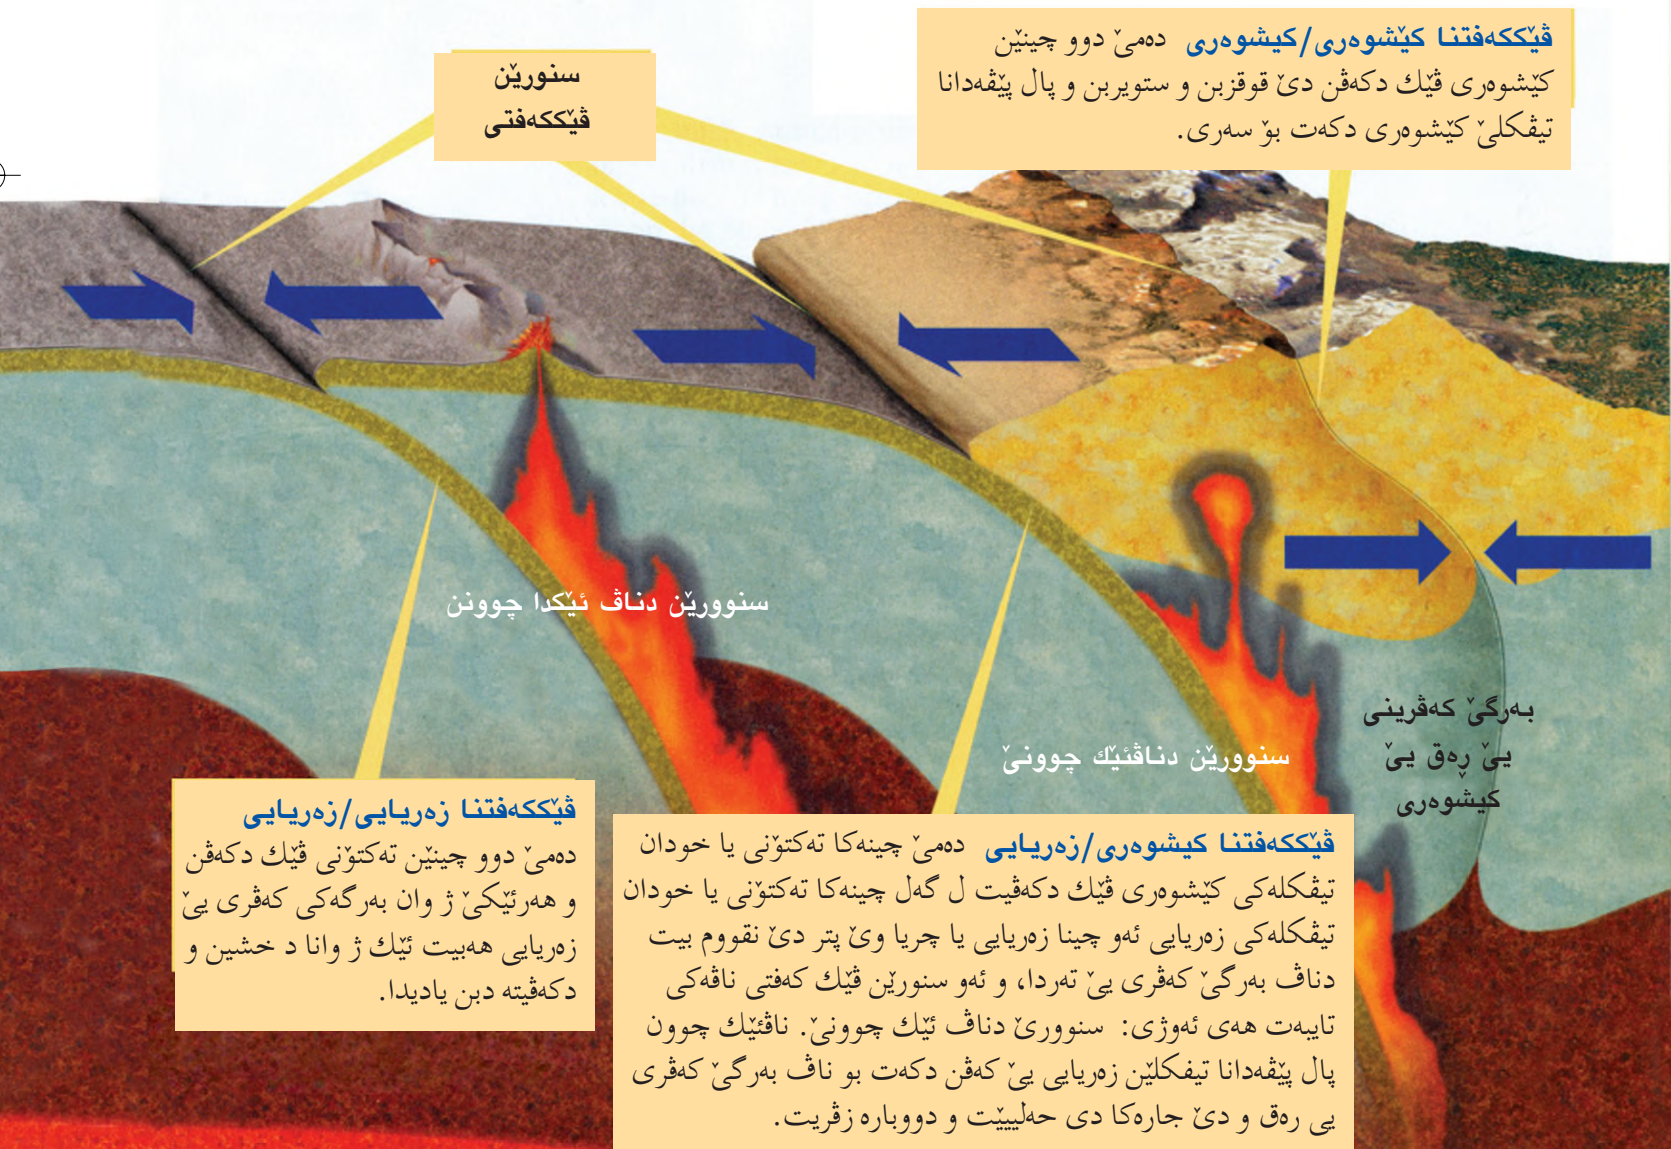 ڤێككەفتنا كێشوەری/كیشوەری دەمێ دوو چینێن
كێشوەری ڤێك دكەڤن دێ قوقزبن و ستویربن و پال پێڤەدانا
تیڤكلێ كێشوەری دكەت بۆ سەری.
سنورێن
ڤێككەفتی
سنوورێن دناڤ ئێكدا چوونن
سنوورێن دناڤئێك چوونێ
بەرگێ كەڤرینی
یێ ڕەق یێ
كیشوەری
ڤێككەفتنا زەریایی/زەریایی
دەمێ دوو چینێن تەكتۆنی ڤێك دكەڤن
و هەرئێكێ ژ وان بەرگەكی كەڤری یێ
زەریایی هەبیت ئێك ژ وانا د خشین و
دكەڤیتە دبن یادیدا.
ڤێككەفتنا كیشوەری/زەریایی دەمێ چینەكا تەكتۆنی یا خودان
تیڤكلەكی كێشوەری ڤێك دكەڤیت ل گەل چینەكا تەكتۆنی یا خودان
تیڤكلەكی زەریایی ئەو چینا زەریایی یا چریا وێ پتر دێ نقووم بیت
دناڤ بەرگێ كەڤری یێ تەردا، و ئەو سنورێن ڤێك كەفتی ناڤەكی
تایبەت هەی ئەوژی: سنوورێ دناڤ ئێك چوونێ. ناڤئێك چوون
پال پێڤەدانا تیفكلێن زەریایی یێ كەڤن دكەت بو ناڤ بەرگێ كەڤری
یی رەق و دێ جارەكا دی حەلییێت و دووبارە زڤریت.